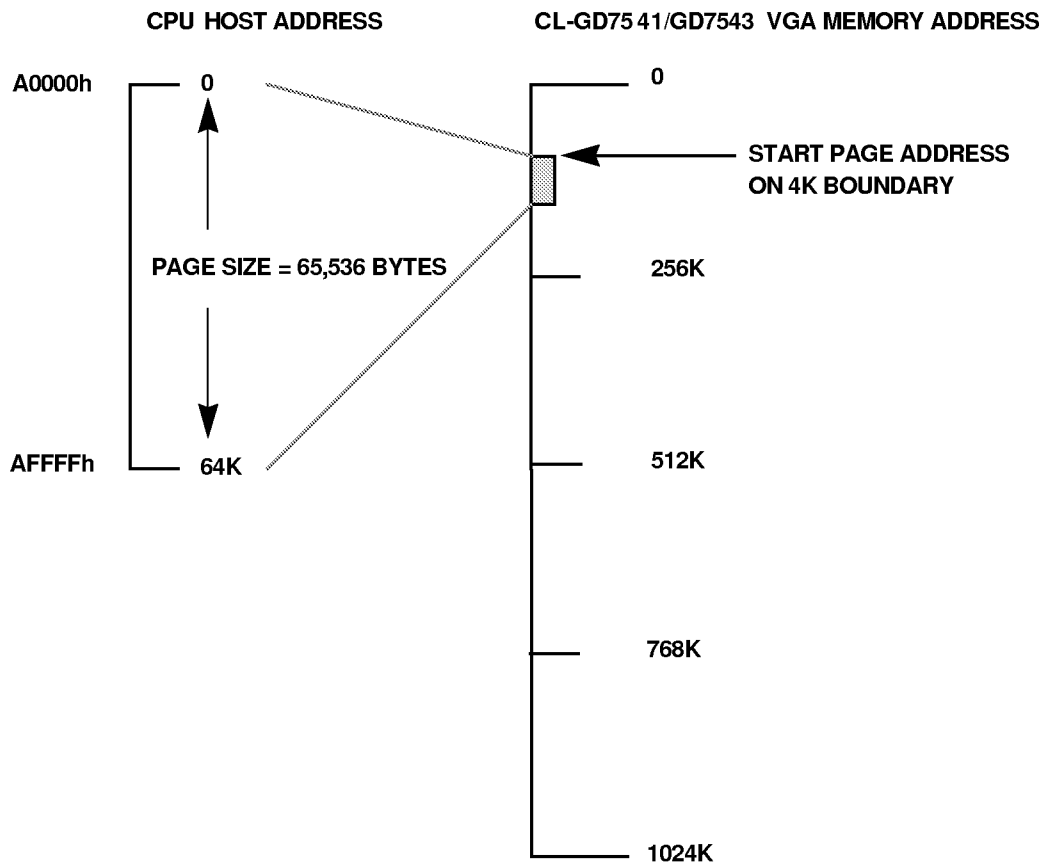 CPU HOST ADDRESS
CL-GD7541/GD7543 VGA MEMORY ADDRESS
A0000h
0
0
START PAGE ADDRESS
ON 4K BOUNDARY
PAGE SIZE = 65,536 BYTES
256K
AFFFFh
64K
512K
768K
1024K